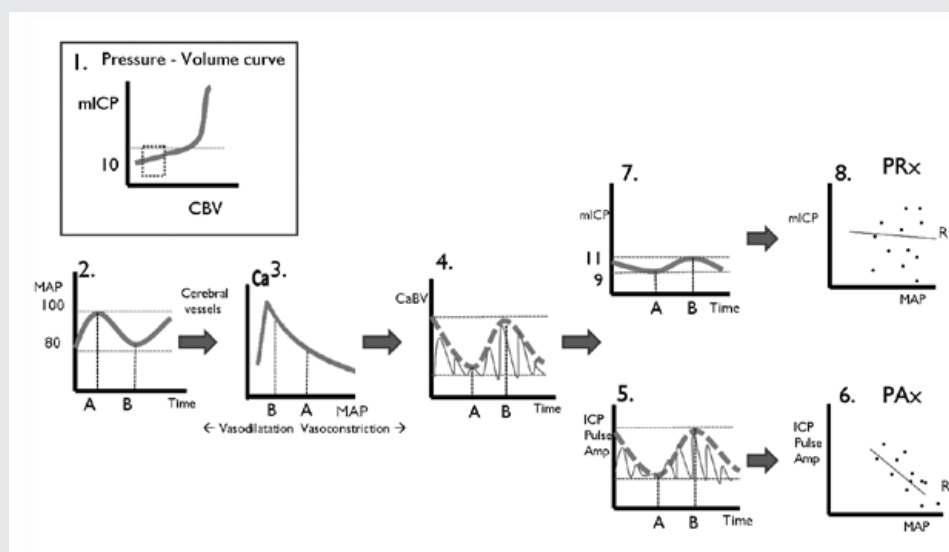 1. Pressure - Volume curve
mICP
10
CBV
2.
MAP
100
80
A B Time
Cerebral
vessels
Ca 3.
B A MAP
← Vasodilatation Vasoconstriction →
4.
CaBV
A B Time
7.
mICP
11
9
A B Time
8. PRx
mICP
R
MAP
5.
ICP
Pulse
Amp
A B Time
6. PAx
ICP
Pulse
Amp
R
MAP